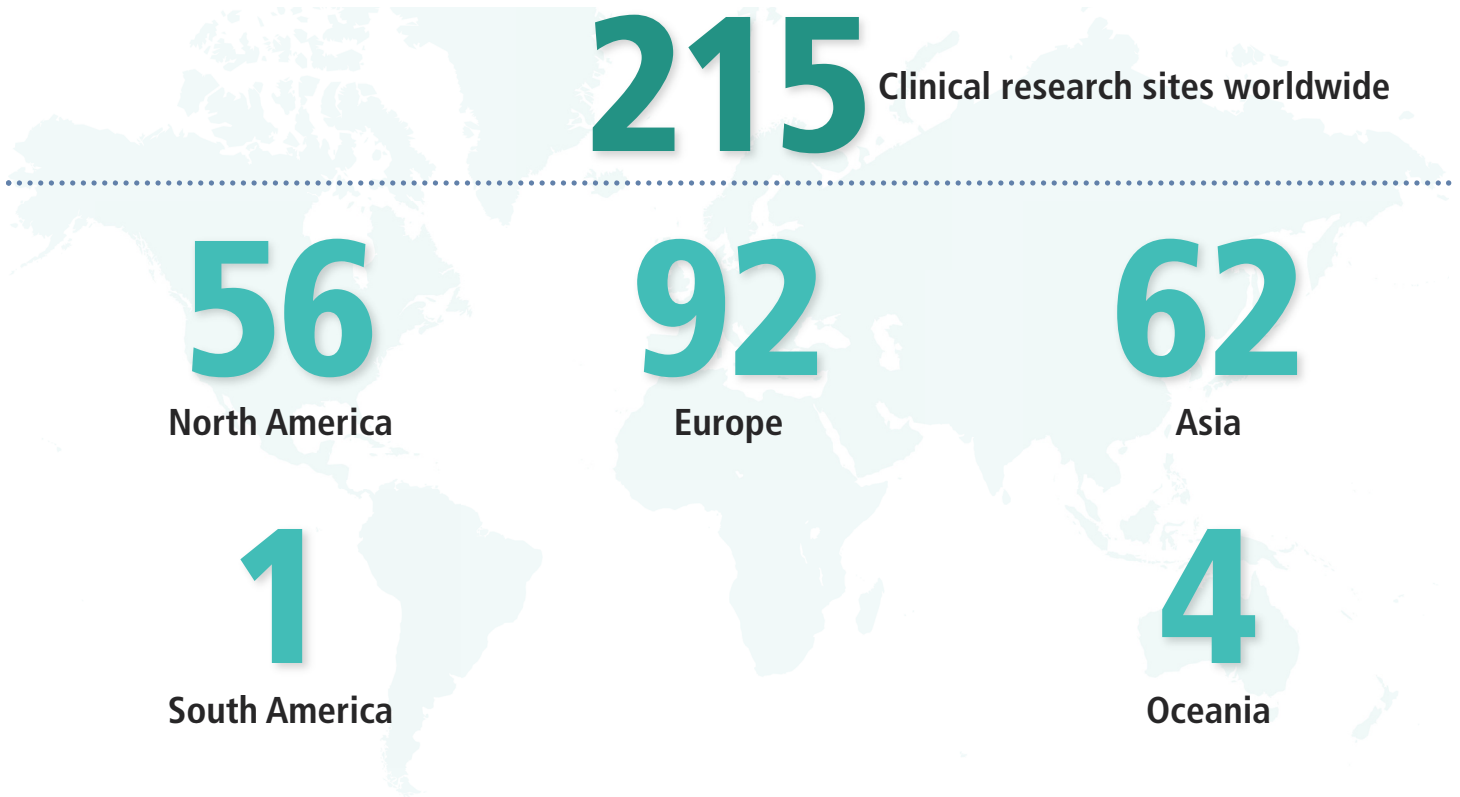 215 Clinical research sites worldwide
56 92 62
North America Europe Asia
1 4
South America Oceania